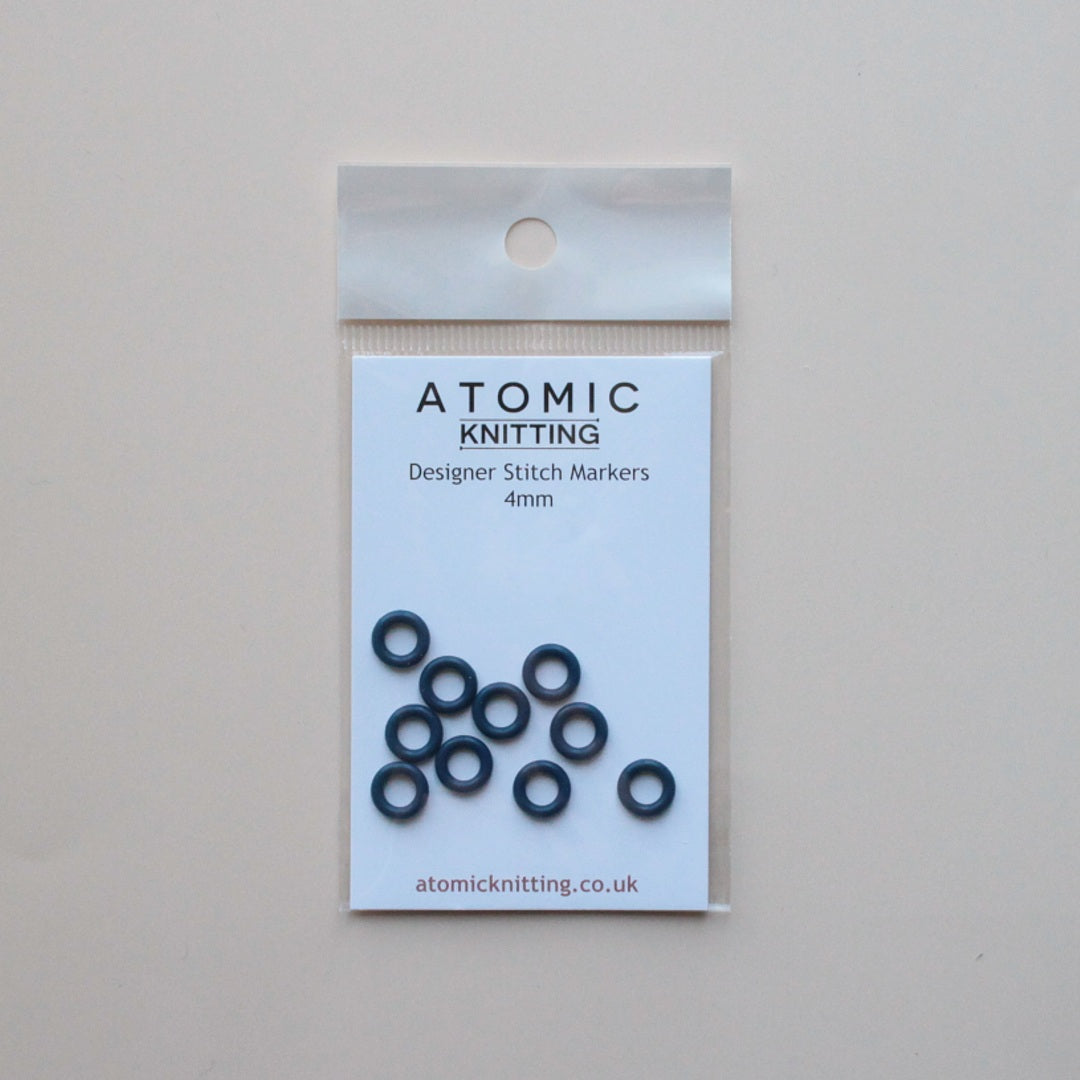 ATOMIC
KNITTING
Designer Stitch Markers
4mm
atomicknitting.co.uk